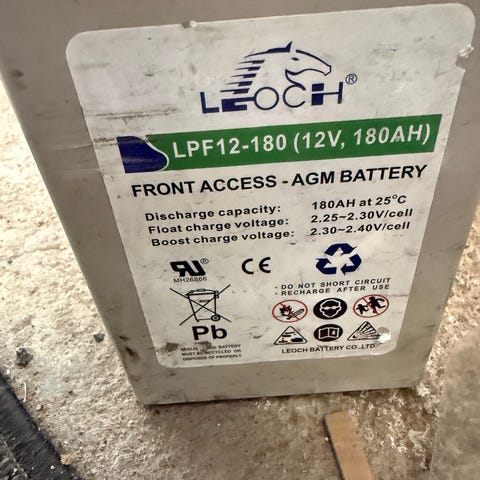 LEOCH®
LPF12-180 (12V, 180AH)
FRONT ACCESS - AGM BATTERY
Discharge capacity: 180AH at 25°C
Float charge voltage: 2.25~2.30V/cell
Boost charge voltage: 2.30~2.40V/cell
MH26866
CE
• DO NOT SHORT CIRCUIT
• RECHARGE AFTER USE
Pb
SEALED BATTERY
MUST BE RECYCLED OR
DISPOSED OF PROPERLY
LEOCH BATTERY CO.,LTD.